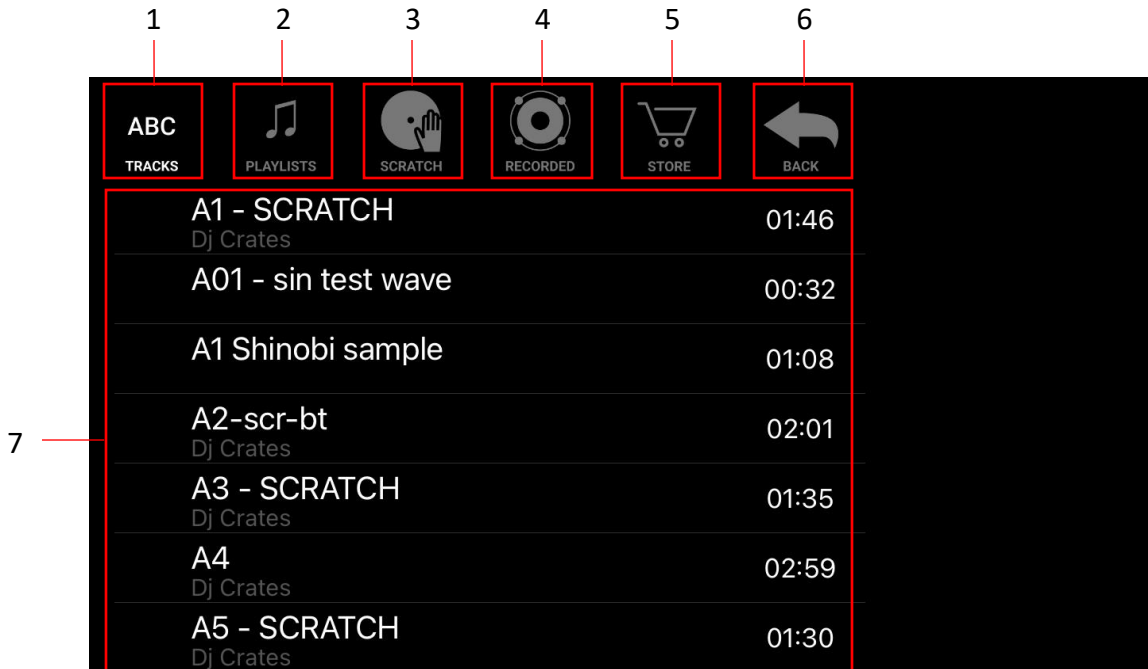 1 2 3 4 5 6
ABC
TRACKS PLAYLISTS SCRATCH RECORDED STORE BACK
A1 - SCRATCH 01:46
Dj Crates
A01 - sin test wave 00:32
A1 Shinobi sample 01:08
7
A2-scr-bt 02:01
Dj Crates
A3 - SCRATCH 01:35
Dj Crates
A4 02:59
Dj Crates
A5 - SCRATCH 01:30
Dj Crates